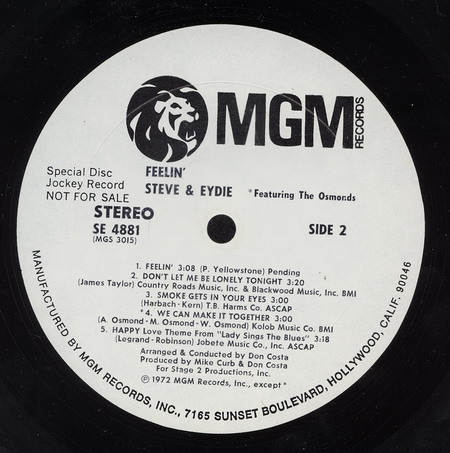 MGM
RECORDS
FEELIN'
STEVE & EYDIE *Featuring The Osmonds
Special Disc
Jockey Record
NOT FOR SALE
STEREO
SE 4881
(MGS 3015)
SIDE 2
1. FEELIN' 3:08 (P. Yellowstone) Pending
2. DON'T LET ME BE LONELY TONIGHT 3:20
(James Taylor) Country Roads Music, Inc. & Blackwood Music, Inc. BMI
3. SMOKE GETS IN YOUR EYES 3:00
(Harbach - Kern) T.B. Harms Co. ASCAP
*4. WE CAN MAKE IT TOGETHER 3:00
(A. Osmond - M. Osmond - W. Osmond) Kolob Music Co. BMI
5. HAPPY Love Theme From "Lady Sings The Blues" 5:18
(Legrand - Robinson) Jobete Music Co., Inc. ASCAP
Arranged & Conducted by Don Costa
Produced by Mike Curb & Don Costa
For Stage 2 Productions, Inc.
Ⓟ 1972 MGM Records, Inc., except*
MANUFACTURED BY MGM RECORDS, INC., 7165 SUNSET BOULEVARD, HOLLYWOOD, CALIF. 90046